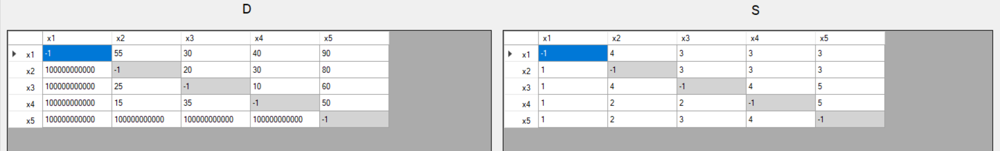 D S
x1 x2 x3 x4 x5 x1 x2 x3 x4 x5
x1 -1 55 30 40 90 x1 -1 4 3 3 3
x2 100000000000 -1 20 30 80 x2 1 -1 3 3 3
x3 100000000000 25 -1 10 60 x3 1 4 -1 4 5
x4 100000000000 15 35 -1 50 x4 1 2 2 -1 5
x5 100000000000 100000000000 100000000000 100000000000 -1 x5 1 2 3 4 -1